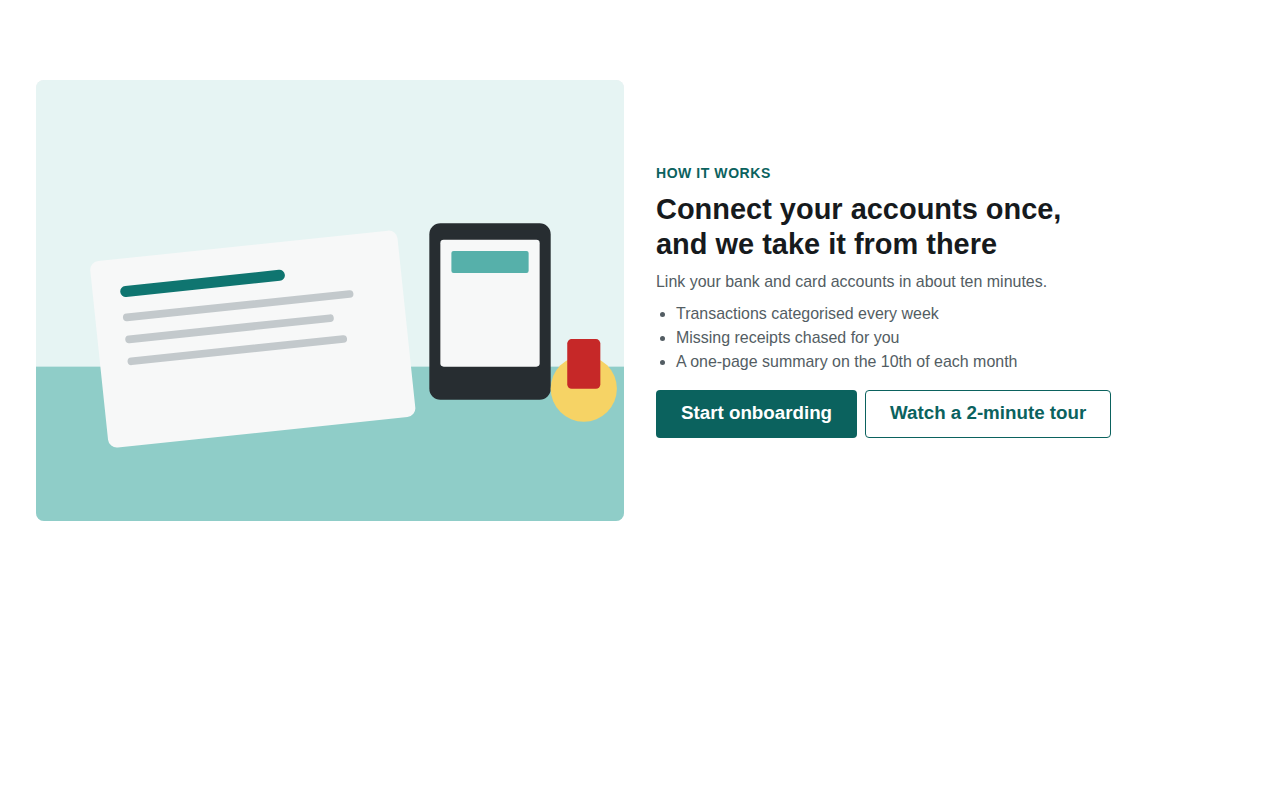 HOW IT WORKS
Connect your accounts once,
and we take it from there
Link your bank and card accounts in about ten minutes.
Transactions categorised every week
Missing receipts chased for you
A one-page summary on the 10th of each month
Start onboarding
Watch a 2-minute tour